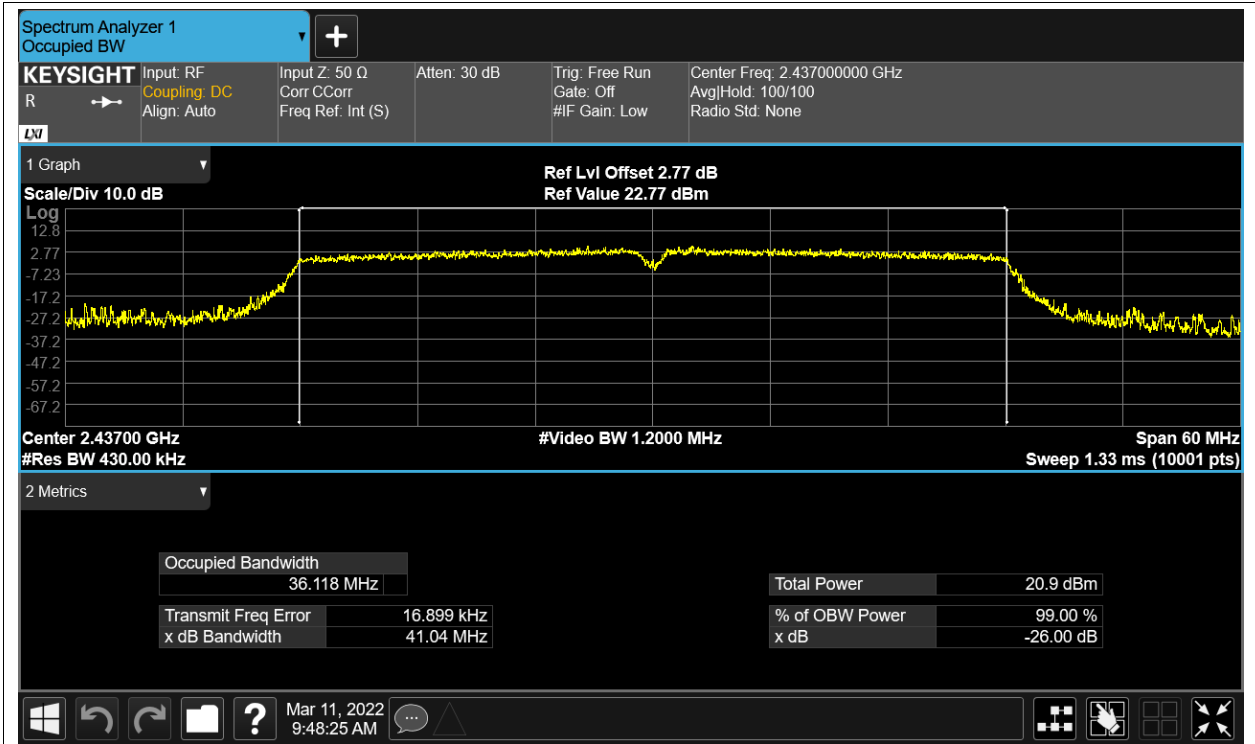 Spectrum Analyzer 1
Occupied BW
KEYSIGHT
R
LXI
Input: RF
Coupling: DC
Align: Auto
Input Z: 50 Ω
Corr CCorr
Freq Ref: Int (S)
Atten: 30 dB
Trig: Free Run
Gate: Off
#IF Gain: Low
Center Freq: 2.437000000 GHz
Avg|Hold: 100/100
Radio Std: None
1 Graph
Scale/Div 10.0 dB
Ref Lvl Offset 2.77 dB
Ref Value 22.77 dBm
Log
12.8
2.77
-7.23
-17.2
-27.2
-37.2
-47.2
-57.2
-67.2
Center 2.43700 GHz
#Res BW 430.00 kHz
#Video BW 1.2000 MHz
Span 60 MHz
Sweep 1.33 ms (10001 pts)
2 Metrics
Occupied Bandwidth
36.118 MHz
Transmit Freq Error 16.899 kHz
x dB Bandwidth 41.04 MHz
Total Power 20.9 dBm
% of OBW Power 99.00 %
x dB -26.00 dB
Mar 11, 2022
9:48:25 AM